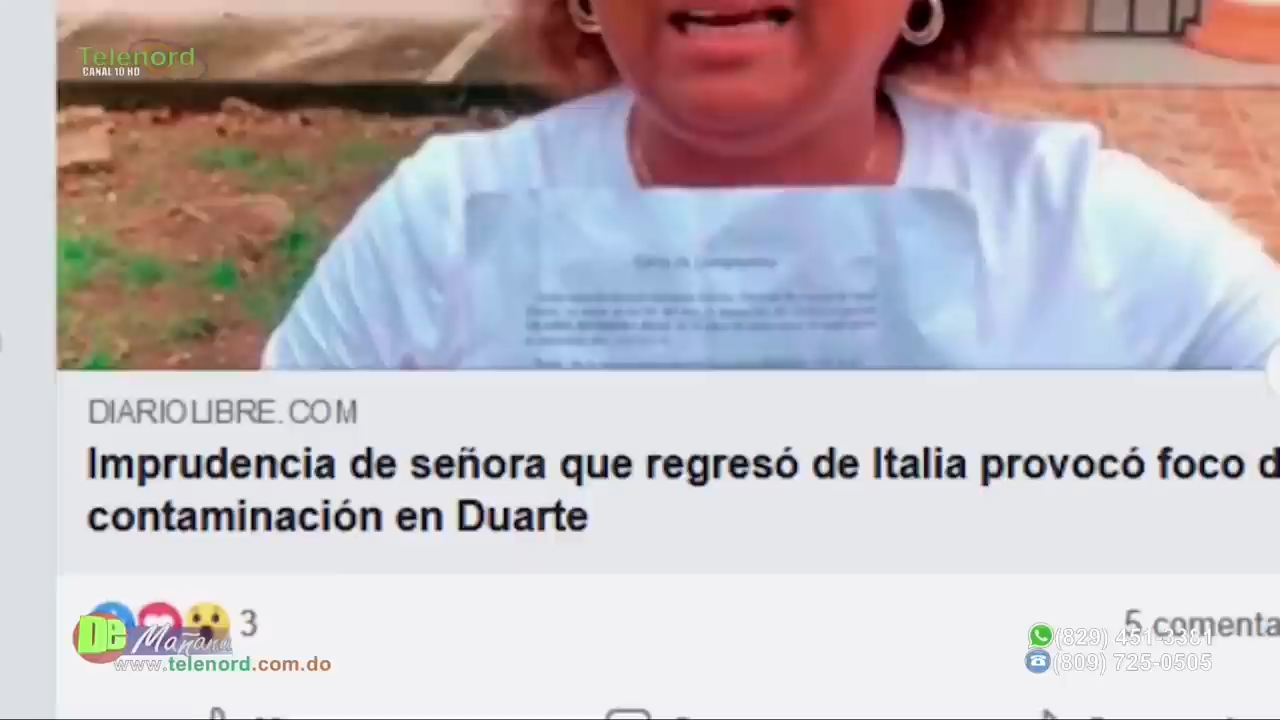 Telenord
CANAL 10 HD
DIARIOLIBRE.COM
Imprudencia de señora que regresó de Italia provocó foco d
contaminación en Duarte
3
5 comenta
De Mañana
www.telenord.com.do
(829) 451-3381
(809) 725-0505